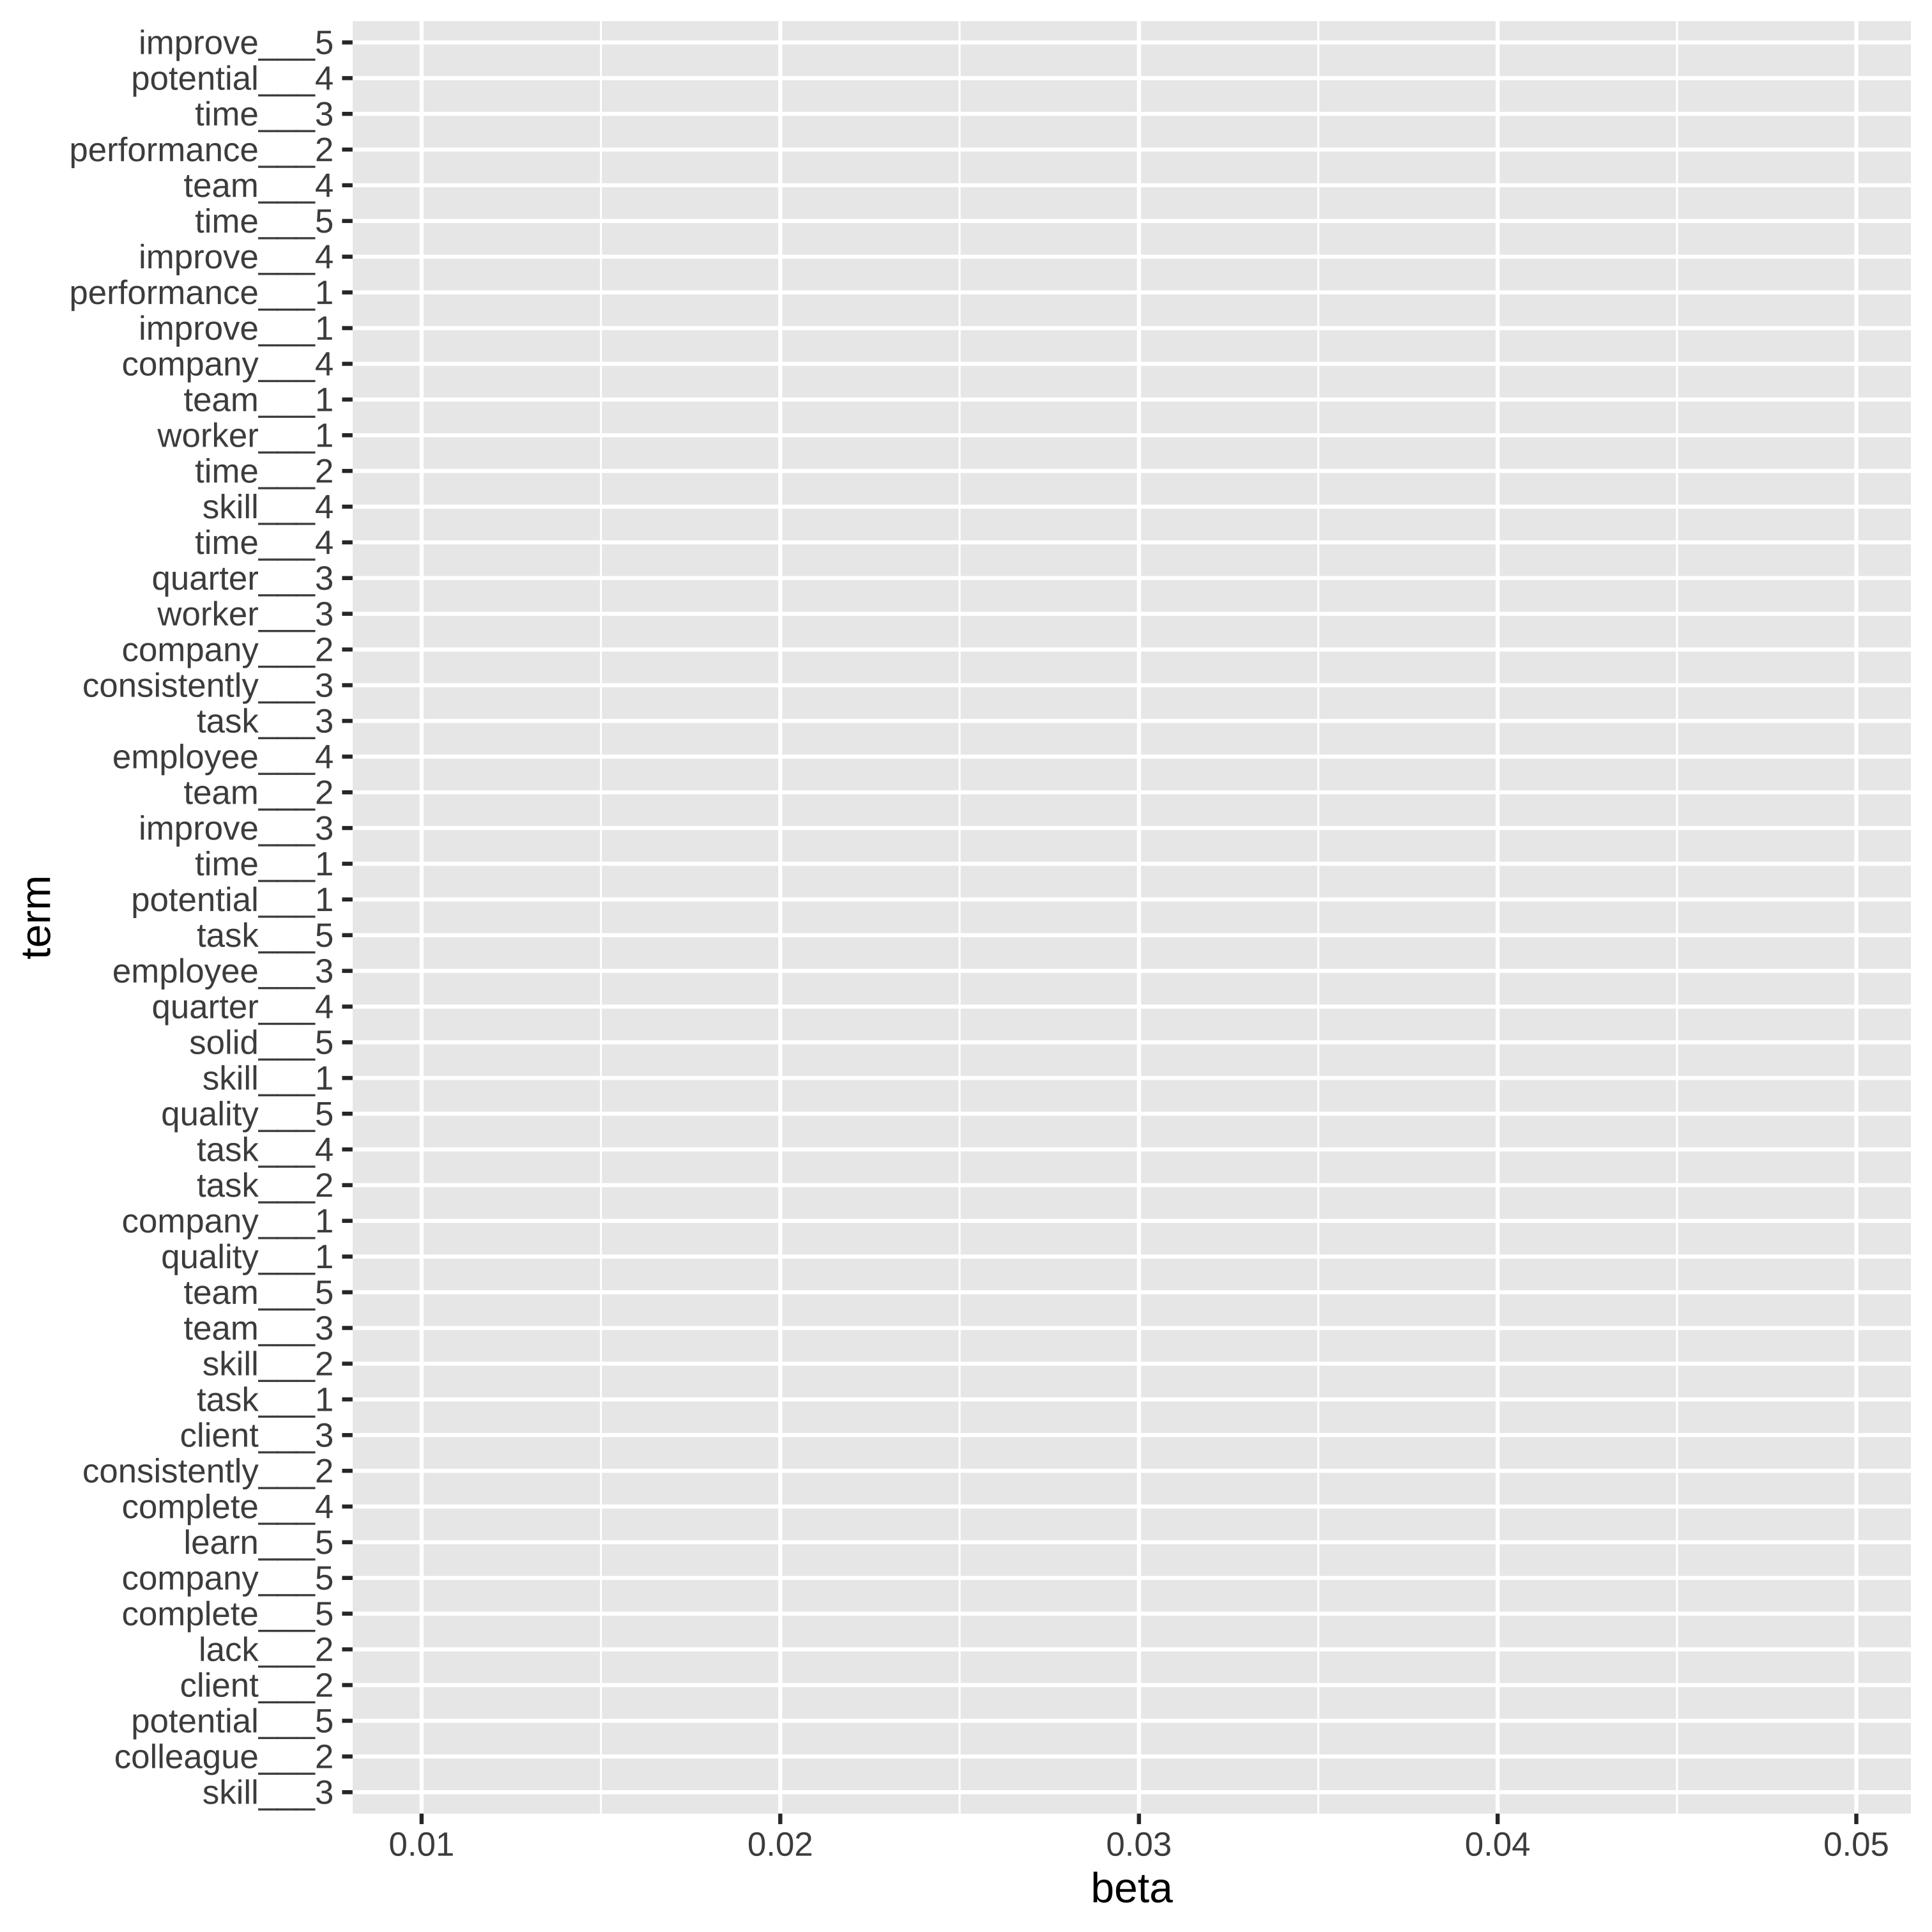 improve___5
potential___4
time___3
performance___2
team___4
time___5
improve___4
performance___1
improve___1
company___4
team___1
worker___1
time___2
skill___4
time___4
quarter___3
worker___3
company___2
consistently___3
task___3
employee___4
team___2
improve___3
time___1
potential___1
task___5
employee___3
quarter___4
solid___5
skill___1
quality___5
task___4
task___2
company___1
quality___1
team___5
team___3
skill___2
task___1
client___3
consistently___2
complete___4
learn___5
company___5
complete___5
lack___2
client___2
potential___5
colleague___2
skill___3
term
0.01 0.02 0.03 0.04 0.05
beta